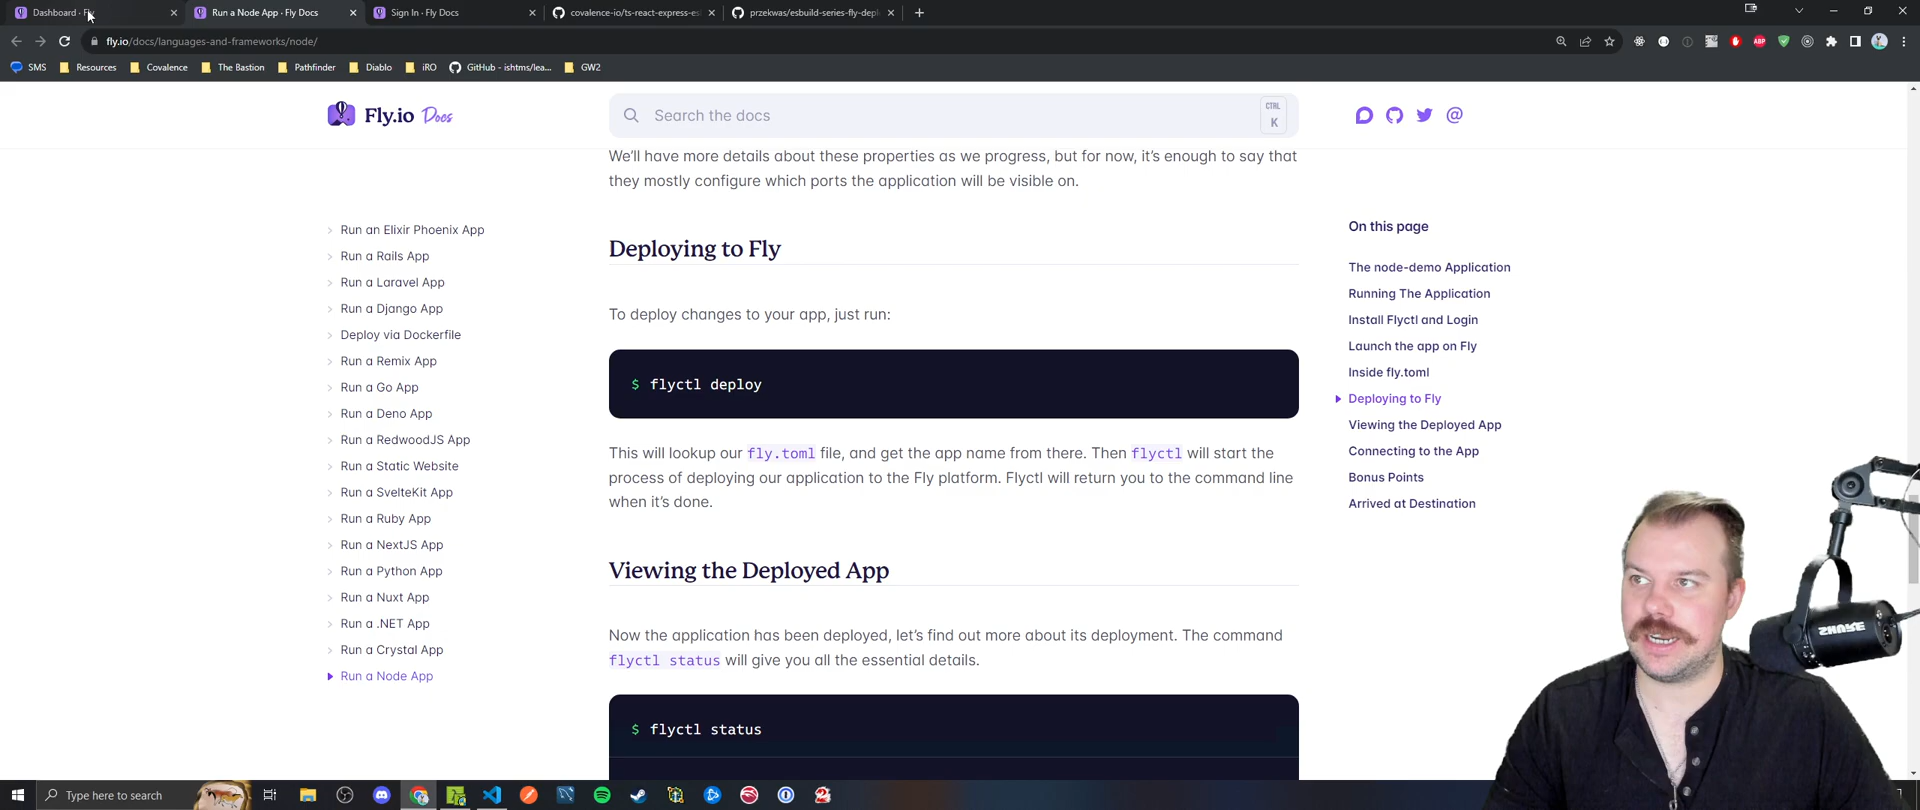 Dashboard · Fly
Run a Node App · Fly Docs
Sign In · Fly Docs
covalence-io/ts-react-express-es
przekwas/esbuild-series-fly-depl
fly.io/docs/languages-and-frameworks/node/
SMS
Resources
Covalence
The Bastion
Pathfinder
Diablo
iRO
GitHub - ishtms/lea...
GW2
ABP
Fly.io Docs
Search the docs
CTRL
K
We'll have more details about these properties as we progress, but for now, it's enough to say that
they mostly configure which ports the application will be visible on.
Run an Elixir Phoenix App
Run a Rails App
Run a Laravel App
Run a Django App
Deploy via Dockerfile
Run a Remix App
Run a Go App
Run a Deno App
Run a RedwoodJS App
Run a Static Website
Run a SvelteKit App
Run a Ruby App
Run a NextJS App
Run a Python App
Run a Nuxt App
Run a .NET App
Run a Crystal App
Run a Node App
Deploying to Fly
To deploy changes to your app, just run:
$ flyctl deploy
This will lookup our fly.toml file, and get the app name from there. Then flyctl will start the
process of deploying our application to the Fly platform. Flyctl will return you to the command line
when it's done.
Viewing the Deployed App
Now the application has been deployed, let's find out more about its deployment. The command
flyctl status will give you all the essential details.
$ flyctl status
On this page
The node-demo Application
Running The Application
Install Flyctl and Login
Launch the app on Fly
Inside fly.toml
Deploying to Fly
Viewing the Deployed App
Connecting to the App
Bonus Points
Arrived at Destination
SHURE
Type here to search